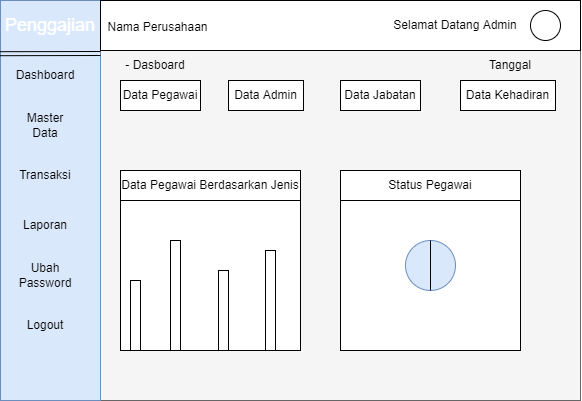 Penggajian
Nama Perusahaan
Selamat Datang Admin
Dashboard
Master
Data
Transaksi
Laporan
Ubah
Password
Logout
- Dasboard
Tanggal
Data Pegawai
Data Admin
Data Jabatan
Data Kehadiran
Data Pegawai Berdasarkan Jenis
Status Pegawai